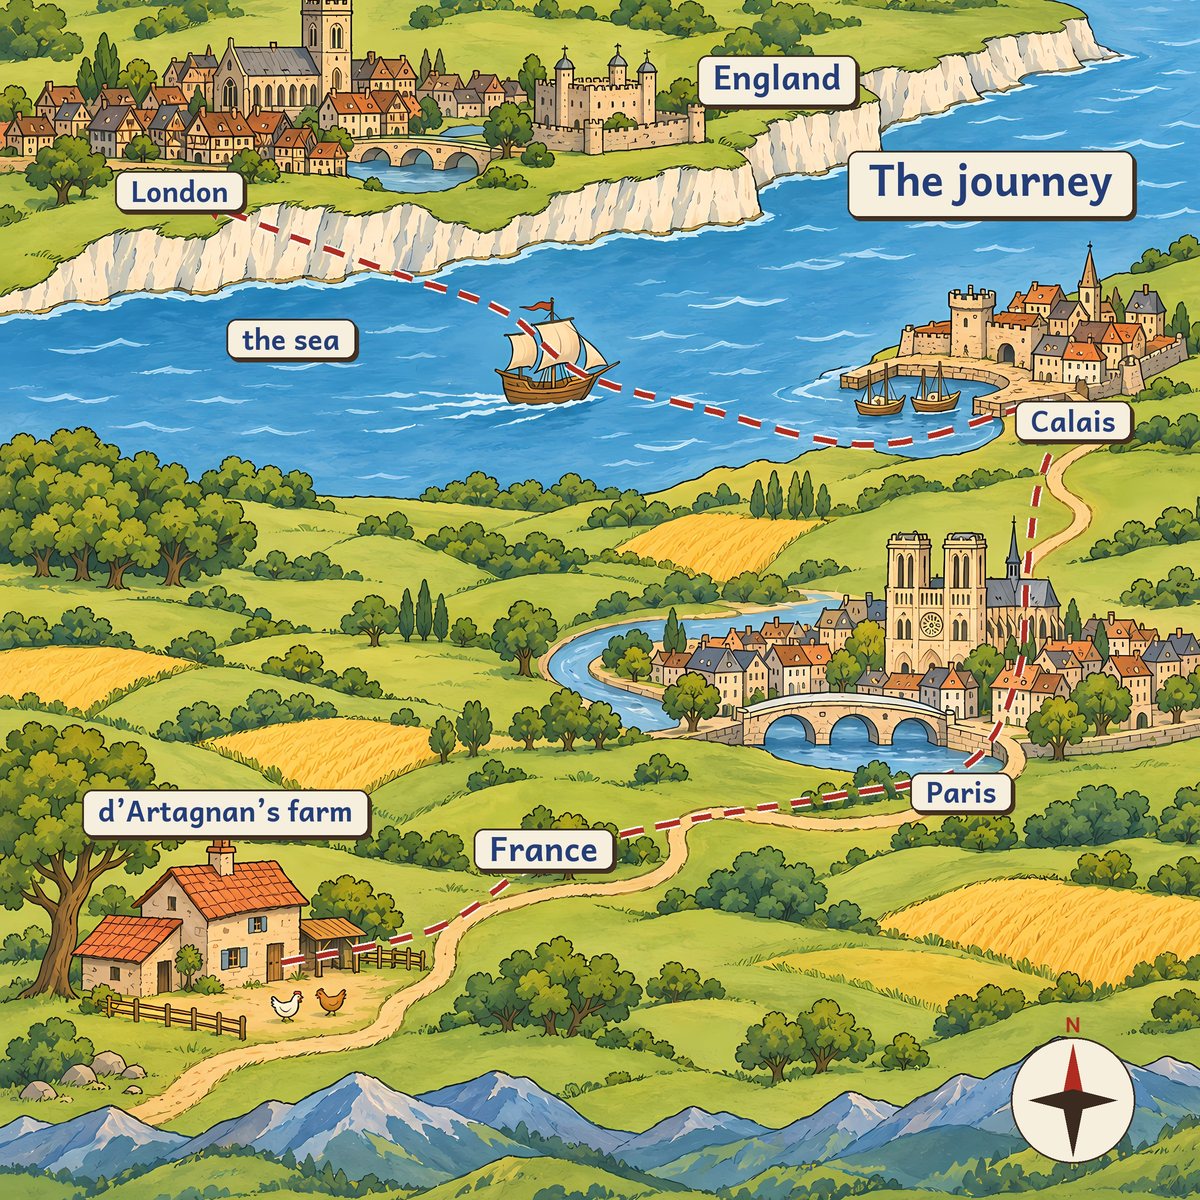 England
The journey
London
the sea
Calais
Paris
d’Artagnan’s farm
France
N